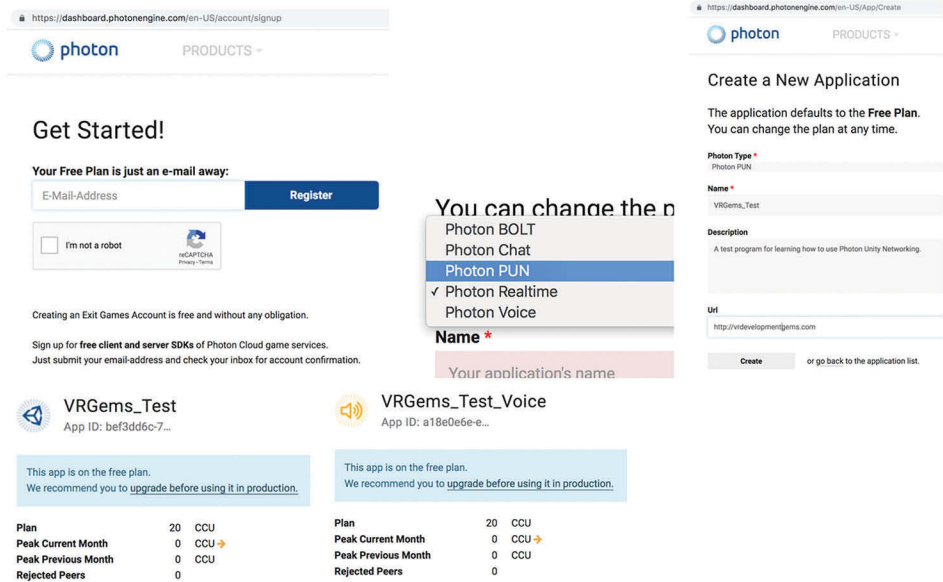 https://dashboard.photonengine.com/en-US/account/signup
photon PRODUCTS
Get Started!
Your Free Plan is just an e-mail away:
E-Mail-Address Register
I'm not a robot
reCAPTCHA
Privacy - Terms
Creating an Exit Games Account is free and without any obligation.
Sign up for free client and server SDKs of Photon Cloud game services.
Just submit your email-address and check your inbox for account confirmation.
You can change the p
Photon BOLT
Photon Chat
Photon PUN
✓ Photon Realtime
Photon Voice
Name *
Your application's name
https://dashboard.photonengine.com/en-US/App/Create
photon PRODUCTS
Create a New Application
The application defaults to the Free Plan.
You can change the plan at any time.
Photon Type *
Photon PUN
Name *
VRGems_Test
Description
A test program for learning how to use Photon Unity Networking.
Url
http://vrdevelopmentgems.com
Create or go back to the application list.
VRGems_Test
App ID: bef3dd6c-7...
This app is on the free plan.
We recommend you to upgrade before using it in production.
Plan 20 CCU
Peak Current Month 0 CCU →
Peak Previous Month 0 CCU
Rejected Peers 0
VRGems_Test_Voice
App ID: a18e0e6e-e...
This app is on the free plan.
We recommend you to upgrade before using it in production.
Plan 20 CCU
Peak Current Month 0 CCU →
Peak Previous Month 0 CCU
Rejected Peers 0